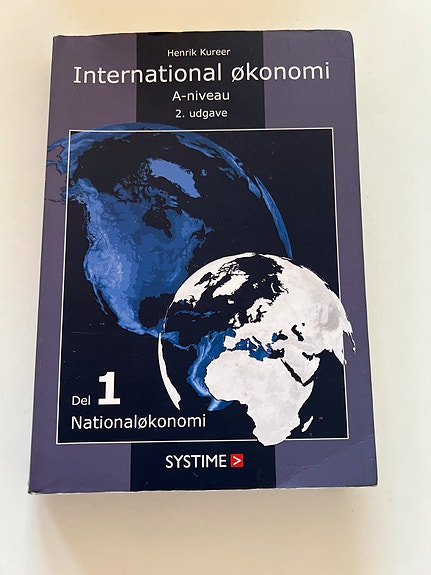 Henrik Kureer
International økonomi
A-niveau
2. udgave
Del 1
Nationaløkonomi
SYSTIME >